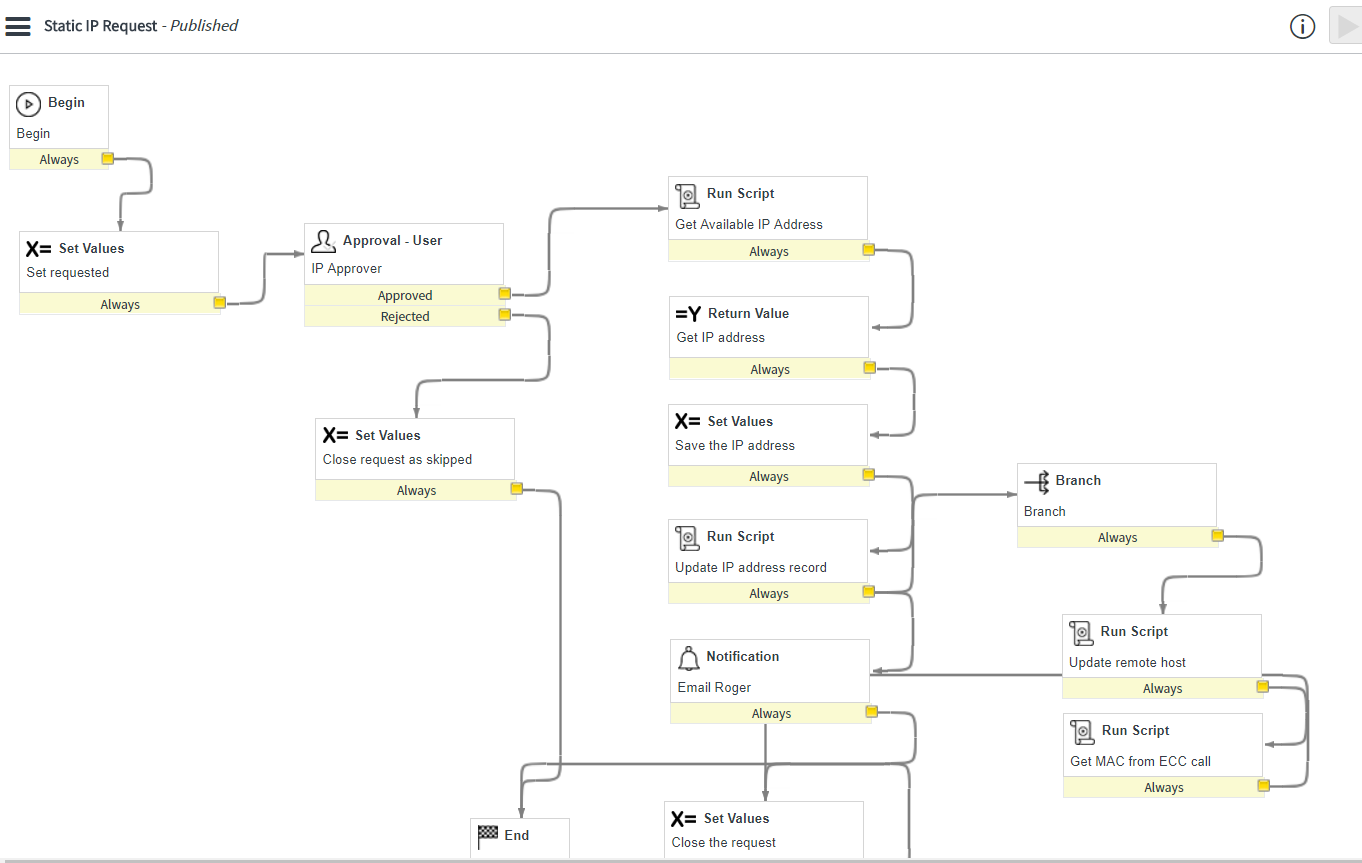 Static IP Request - Published
Begin
Begin
Always
Set Values
Set requested
Always
Approval - User
IP Approver
Approved
Rejected
Set Values
Close request as skipped
Always
Run Script
Get Available IP Address
Always
=Y Return Value
Get IP address
Always
X= Set Values
Save the IP address
Always
Run Script
Update IP address record
Always
Notification
Email Roger
Always
Branch
Branch
Always
Run Script
Update remote host
Always
Run Script
Get MAC from ECC call
Always
End
X= Set Values
Close the request